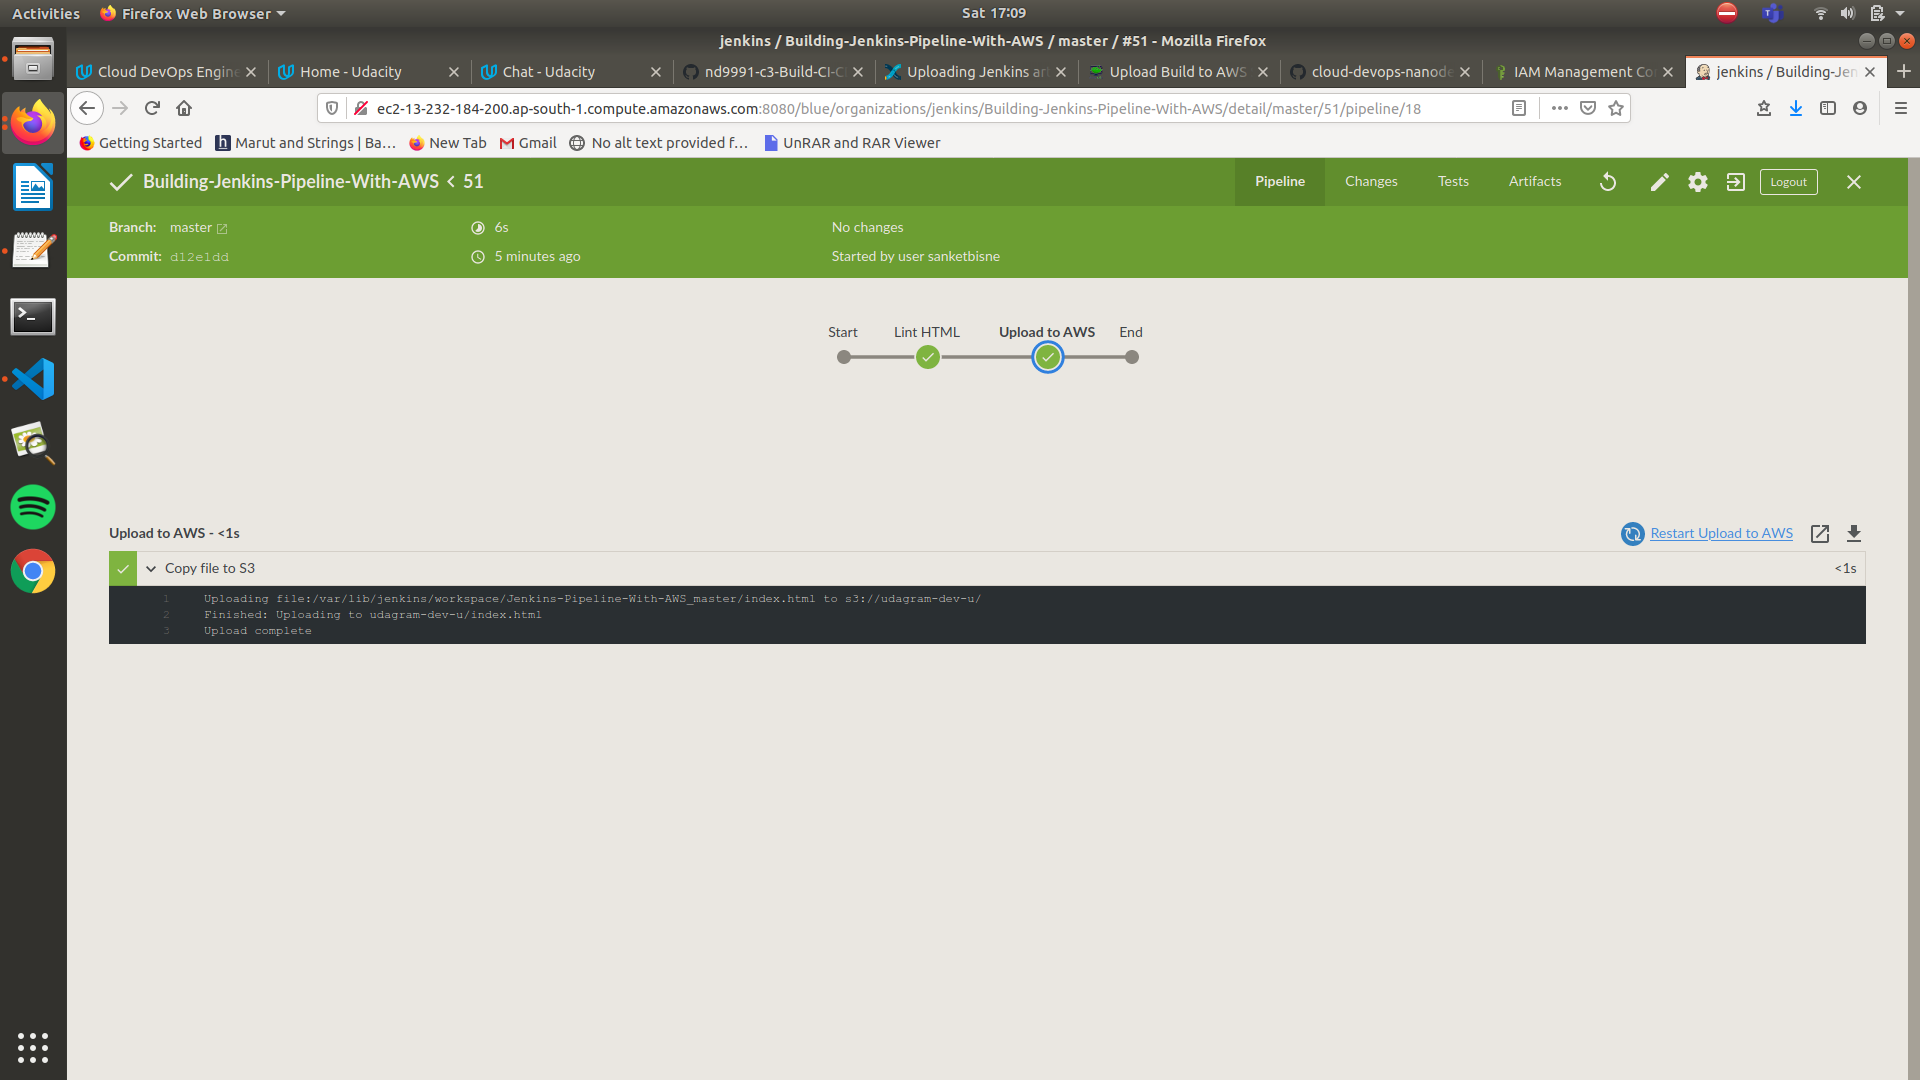 Activities
Firefox Web Browser
Sat 17:09
jenkins / Building-Jenkins-Pipeline-With-AWS / master / #51 - Mozilla Firefox
Cloud DevOps Engine
Home - Udacity
Chat - Udacity
nd9991-c3-Build-CI-C
Uploading Jenkins ar
Upload Build to AWS
cloud-devops-nanode
IAM Management Co
jenkins / Building-Jen
ec2-13-232-184-200.ap-south-1.compute.amazonaws.com:8080/blue/organizations/jenkins/Building-Jenkins-Pipeline-With-AWS/detail/master/51/pipeline/18
Getting Started
Marut and Strings | Ba…
New Tab
Gmail
No alt text provided f…
UnRAR and RAR Viewer
Building-Jenkins-Pipeline-With-AWS < 51
Pipeline
Changes
Tests
Artifacts
Logout
Branch: master
6s
No changes
Commit: d12e1dd
5 minutes ago
Started by user sanketbisne
Start
Lint HTML
Upload to AWS
End
Upload to AWS - <1s
Restart Upload to AWS
Copy file to S3
<1s
1 Uploading file:/var/lib/jenkins/workspace/Jenkins-Pipeline-With-AWS_master/index.html to s3://udagram-dev-u/
2 Finished: Uploading to udagram-dev-u/index.html
3 Upload complete